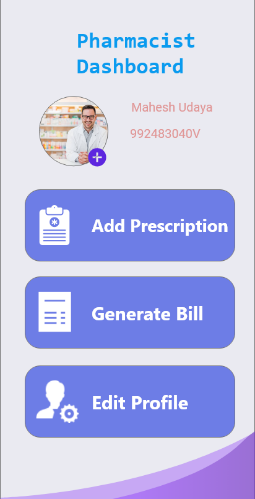 Pharmacist
Dashboard
Mahesh Udaya
992483040V
Add Prescription
Generate Bill
Edit Profile